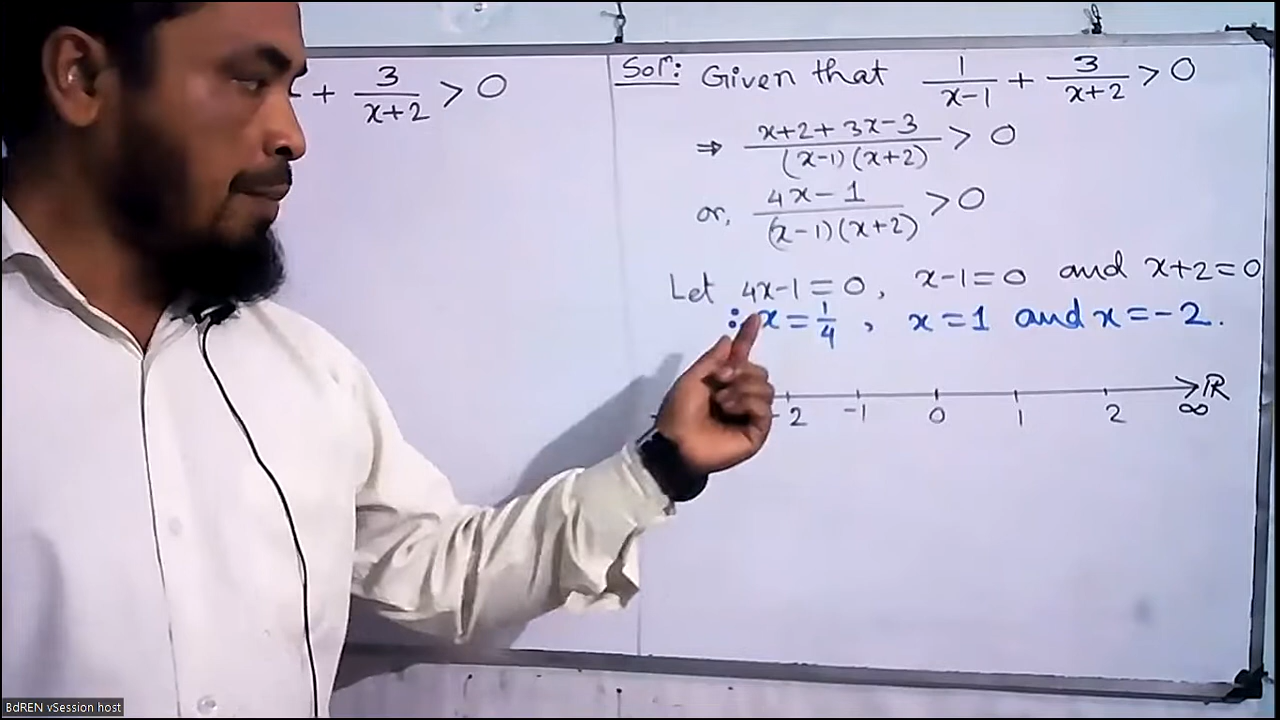 + 3/(x+2) > 0
Solⁿ: Given that 1/(x-1) + 3/(x+2) > 0
⇒ (x+2+3x-3)/((x-1)(x+2)) > 0
or, (4x-1)/((x-1)(x+2)) > 0
Let 4x-1=0, x-1=0 and x+2=0
∴ x = 1/4, x = 1 and x = -2.
ℝ
-2 -1 0 1 2 ∞
BdREN vSession host